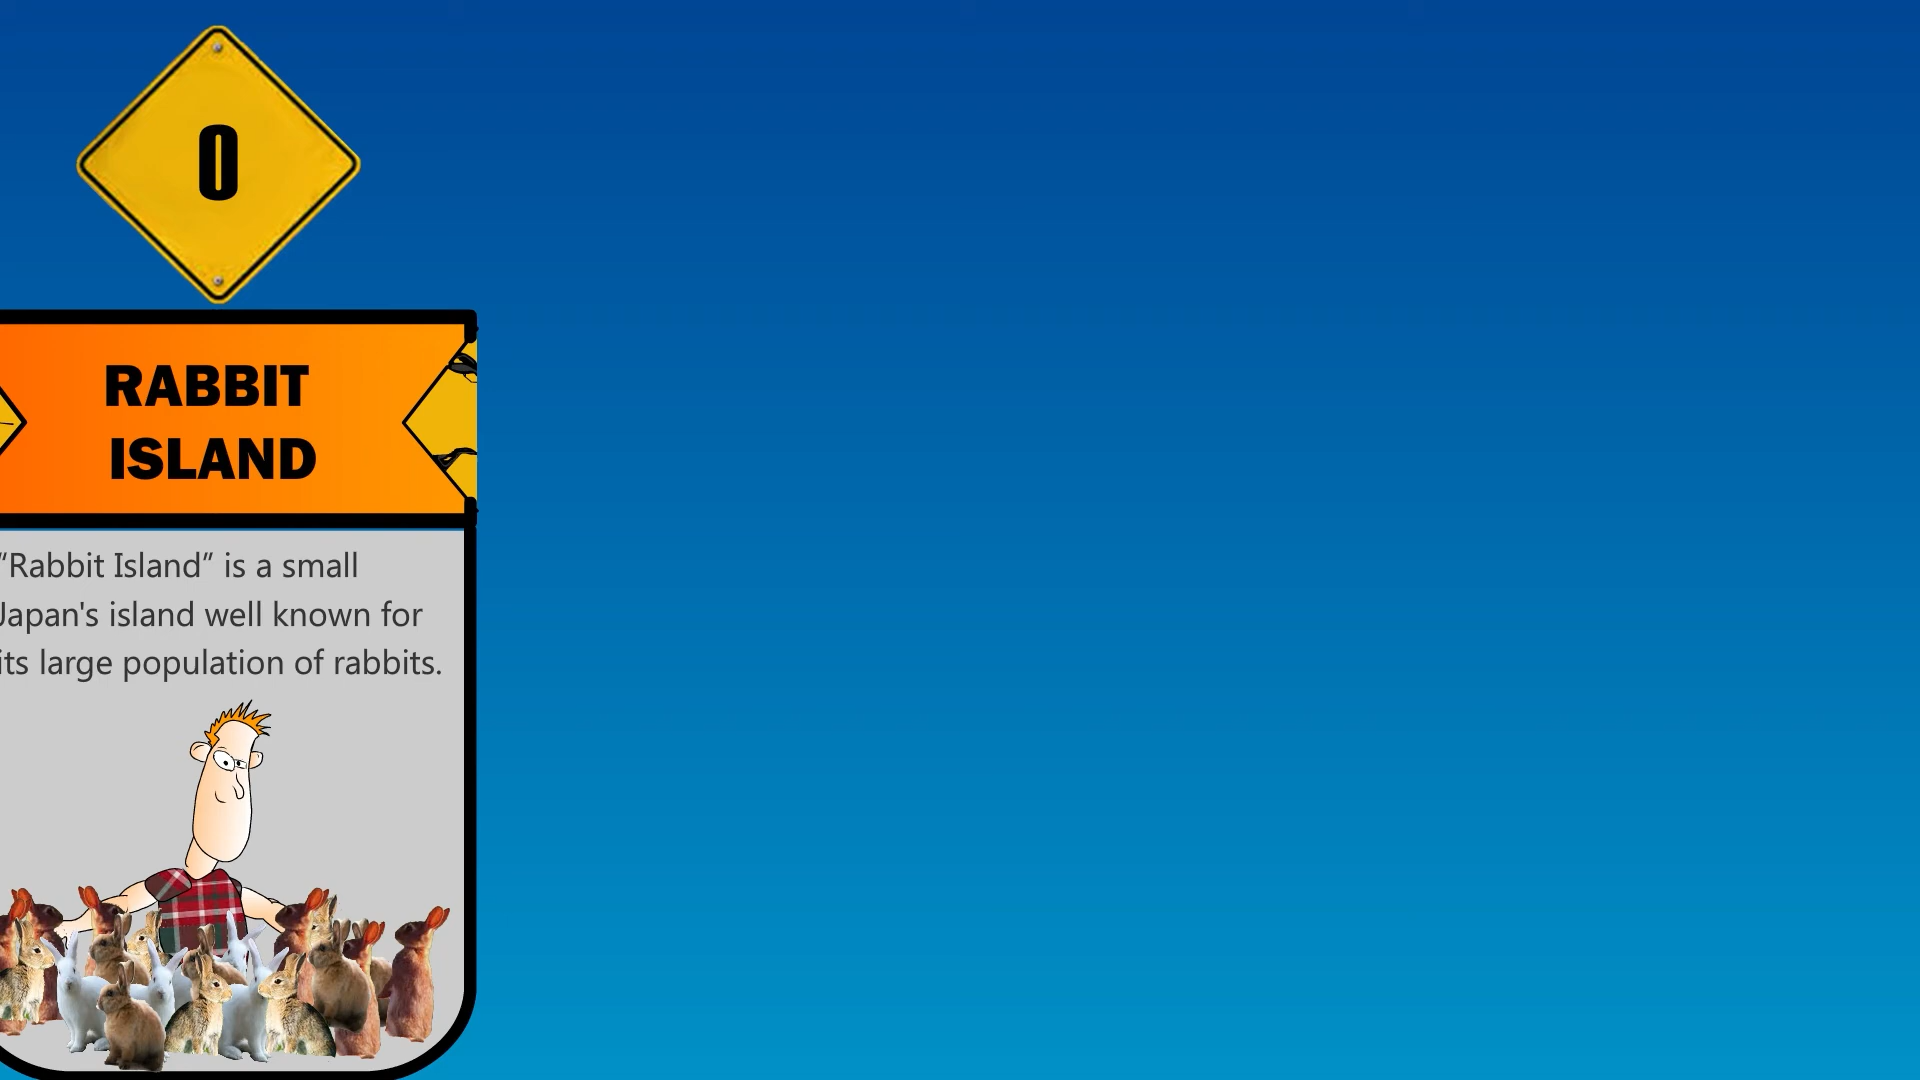 0
RABBIT
ISLAND
“Rabbit Island” is a small
Japan's island well known for
its large population of rabbits.